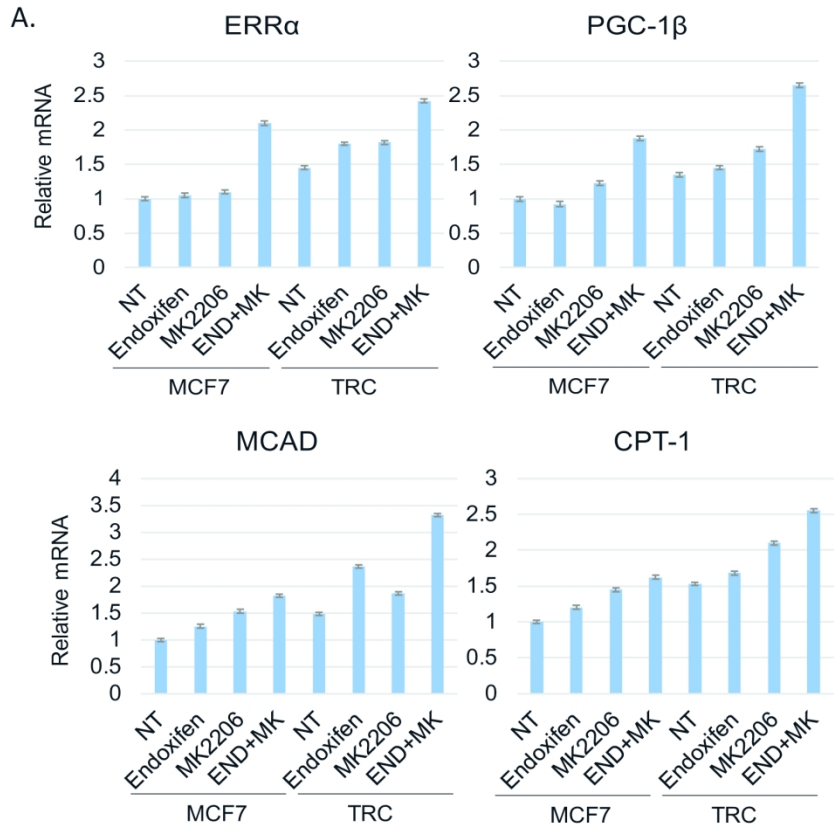 A.
ERRα
Relative mRNA
3
2.5
2
1.5
1
0.5
0
NT
Endoxifen
MK2206
END+MK
NT
Endoxifen
MK2206
END+MK
MCF7
TRC
PGC-1β
3
2.5
2
1.5
1
0.5
0
NT
Endoxifen
MK2206
END+MK
NT
Endoxifen
MK2206
END+MK
MCF7
TRC
MCAD
Relative mRNA
4
3.5
3
2.5
2
1.5
1
0.5
0
NT
Endoxifen
MK2206
END+MK
NT
Endoxifen
MK2206
END+MK
MCF7
TRC
CPT-1
3
2.5
2
1.5
1
0.5
0
NT
Endoxifen
MK2206
END+MK
NT
Endoxifen
MK2206
END+MK
MCF7
TRC